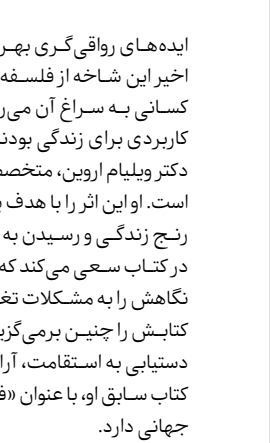 ایده‌های رواقی‌گری بهر
اخیر این شاخه از فلسفه
کسانی به سراغ آن می‌ر
کاربردی برای زندگی بودند
دکتر ویلیام اروین، متخصص
است. او این اثر را با هدف
رنج زندگی و رسیدن به
در کتاب سعی می‌کند که
نگاهش را به مشکلات تغ
کتابش را چنین برمی‌گزی
دستیابی به استقامت، آرا
کتاب سابق او، با عنوان «ف
جهانی دارد.